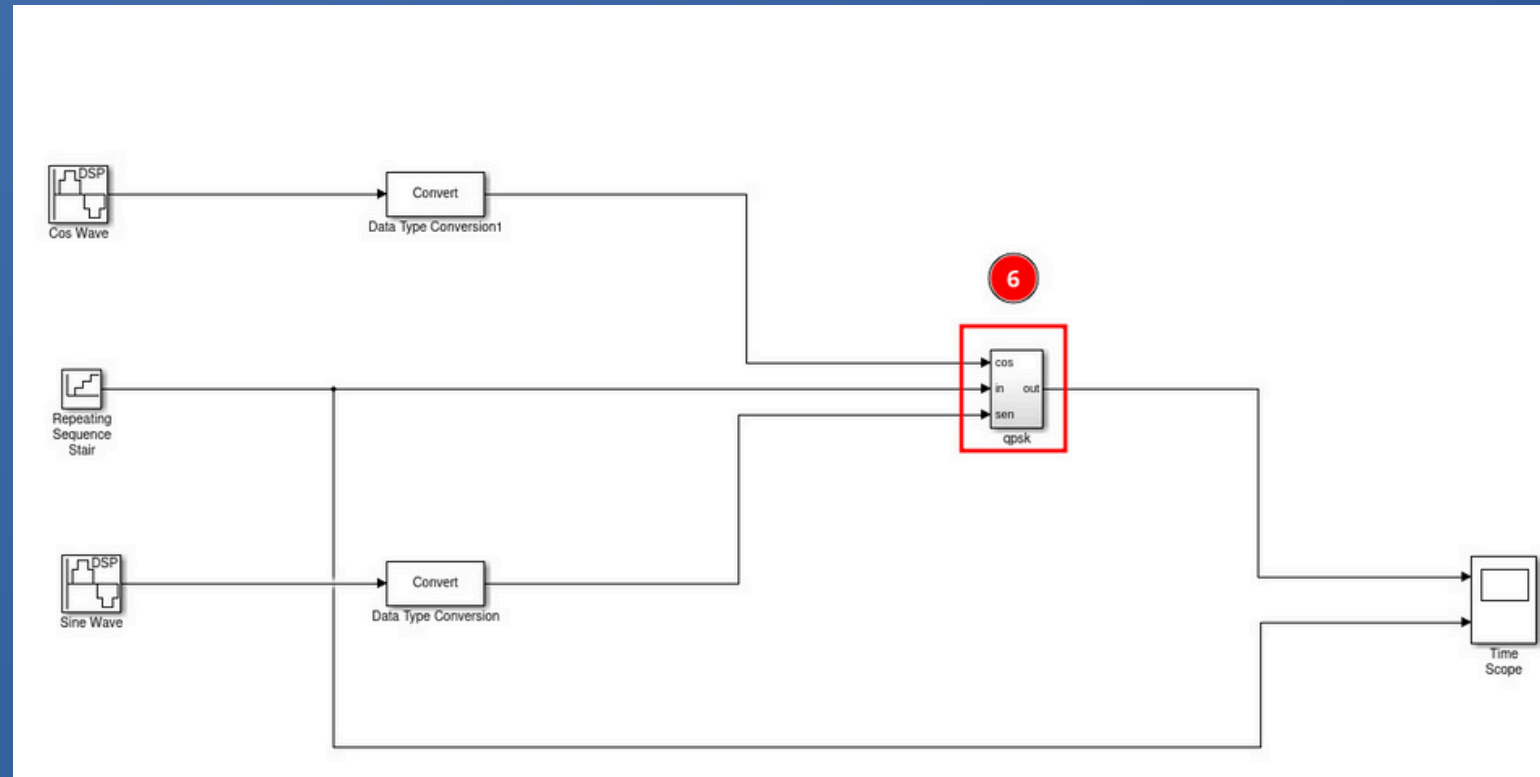 DSP
Cos Wave
Convert
Data Type Conversion1
6
cos
in out
sen
qpsk
Repeating
Sequence
Stair
DSP
Sine Wave
Convert
Data Type Conversion
Time
Scope